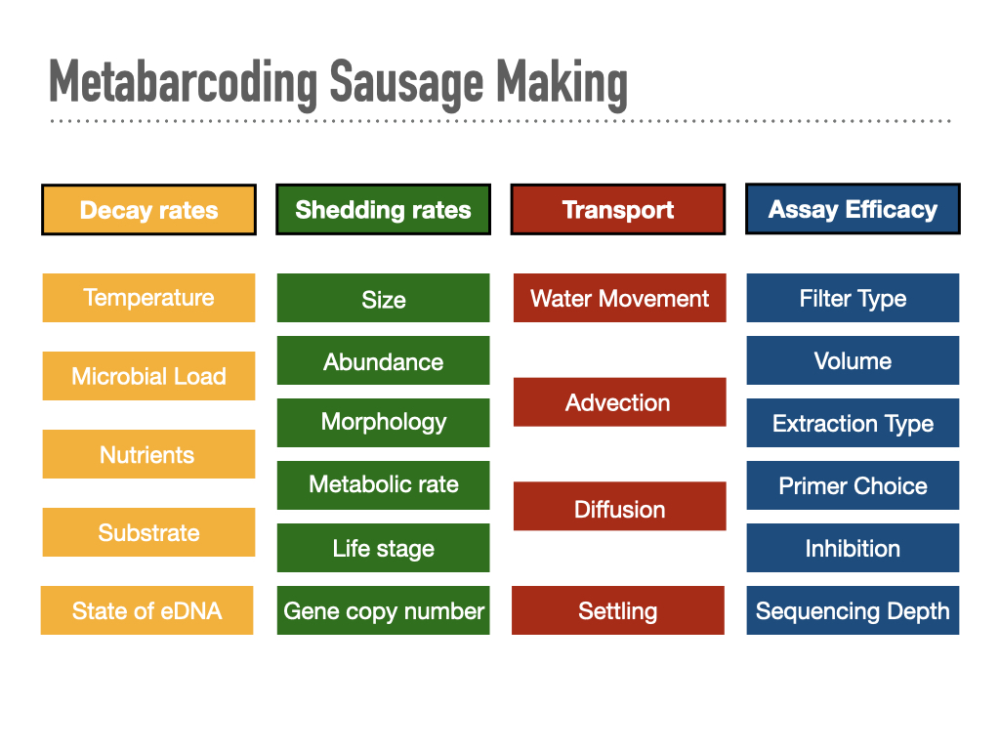 Metabarcoding Sausage Making
Decay rates
Temperature
Microbial Load
Nutrients
Substrate
State of eDNA
Shedding rates
Size
Abundance
Morphology
Metabolic rate
Life stage
Gene copy number
Transport
Water Movement
Advection
Diffusion
Settling
Assay Efficacy
Filter Type
Volume
Extraction Type
Primer Choice
Inhibition
Sequencing Depth